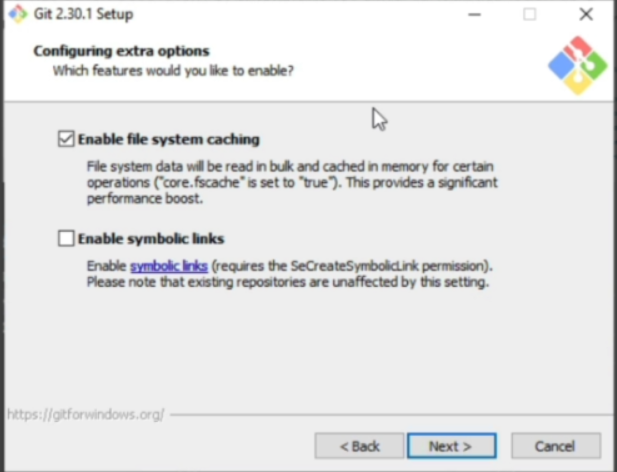 Git 2.30.1 Setup
Configuring extra options
Which features would you like to enable?
Enable file system caching
File system data will be read in bulk and cached in memory for certain
operations ("core.fscache" is set to "true"). This provides a significant
performance boost.
Enable symbolic links
Enable symbolic links (requires the SeCreateSymbolicLink permission).
Please note that existing repositories are unaffected by this setting.
https://gitforwindows.org/
< Back
Next >
Cancel